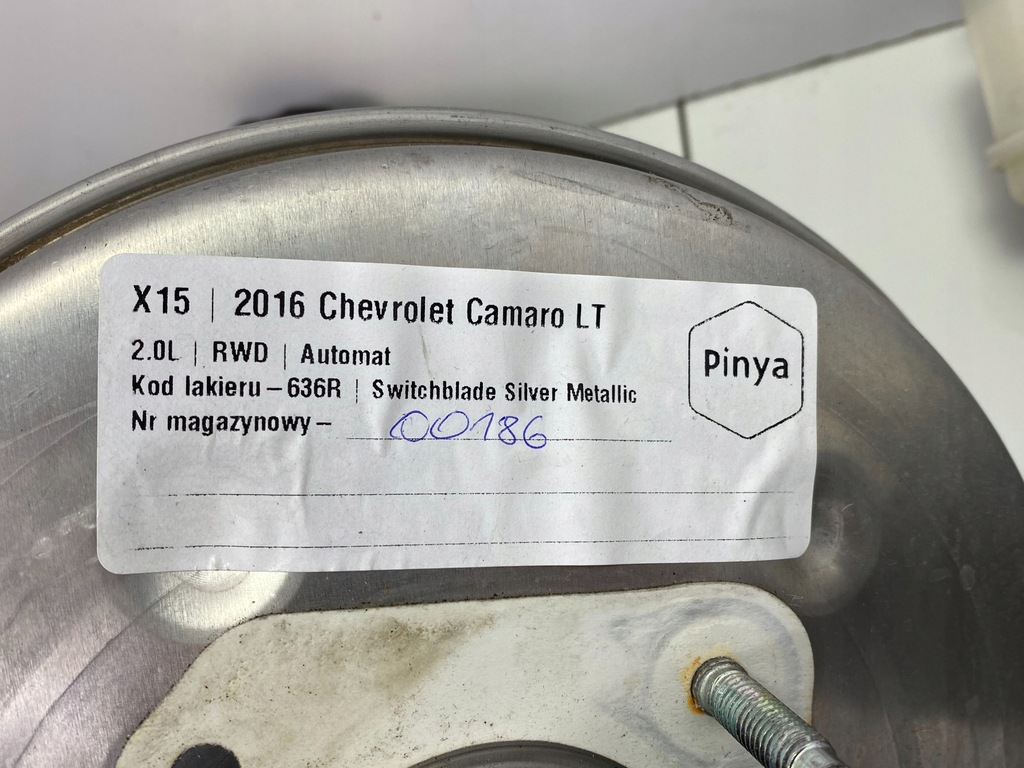 X15 | 2016 Chevrolet Camaro LT
2.0L | RWD | Automat
Kod lakieru – 636R | Switchblade Silver Metallic
Nr magazynowy – 00186
Pinya